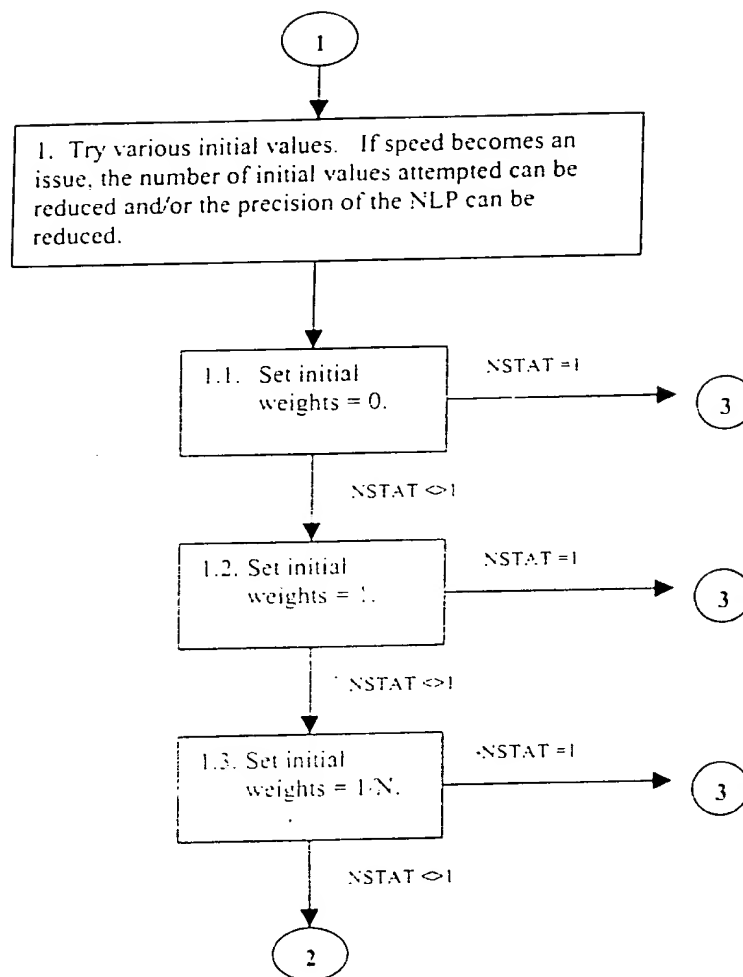 1
1. Try various initial values. If speed becomes an
issue, the number of initial values attempted can be
reduced and/or the precision of the NLP can be
reduced.
1.1. Set initial
weights = 0.
NSTAT =1
3
NSTAT <>1
1.2. Set initial
weights = 1.
NSTAT =1
3
NSTAT <>1
1.3. Set initial
weights = 1/N.
NSTAT =1
3
NSTAT <>1
2